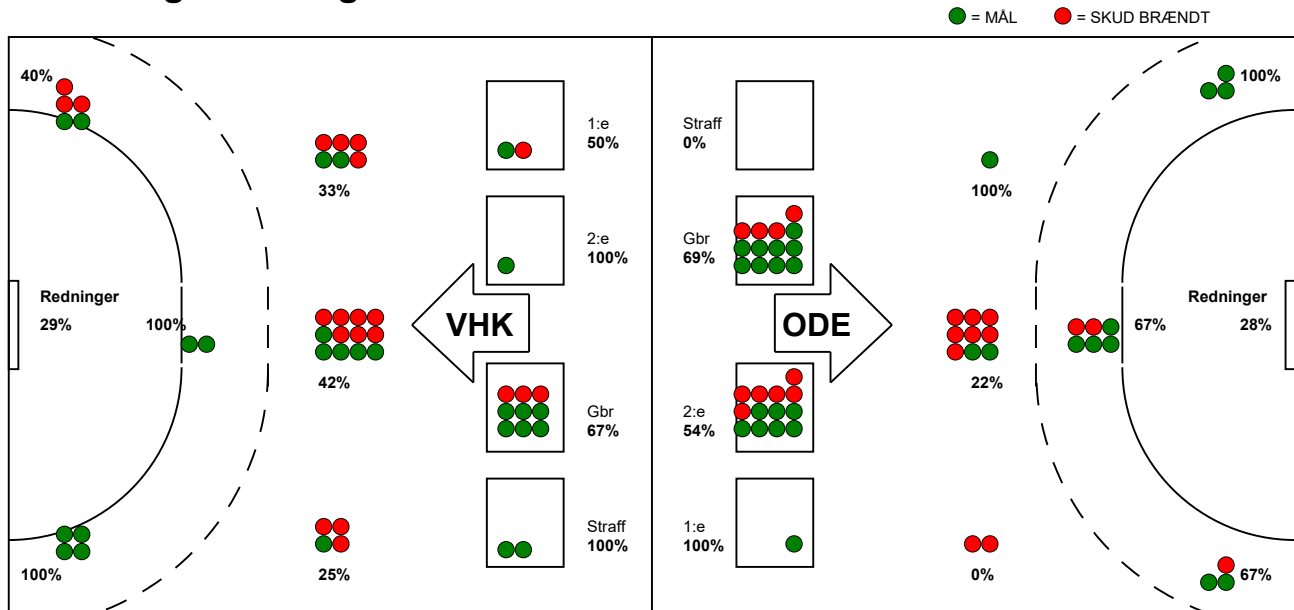 = MÅL
= SKUD BRÆNDT
40%
1:e
50%
Straff
0%
100%
33%
100%
2:e
100%
Gbr
69%
Redninger
29%
100%
VHK
ODE
67%
Redninger
28%
42%
22%
Gbr
67%
2:e
54%
Straff
100%
1:e
100%
100%
25%
0%
67%